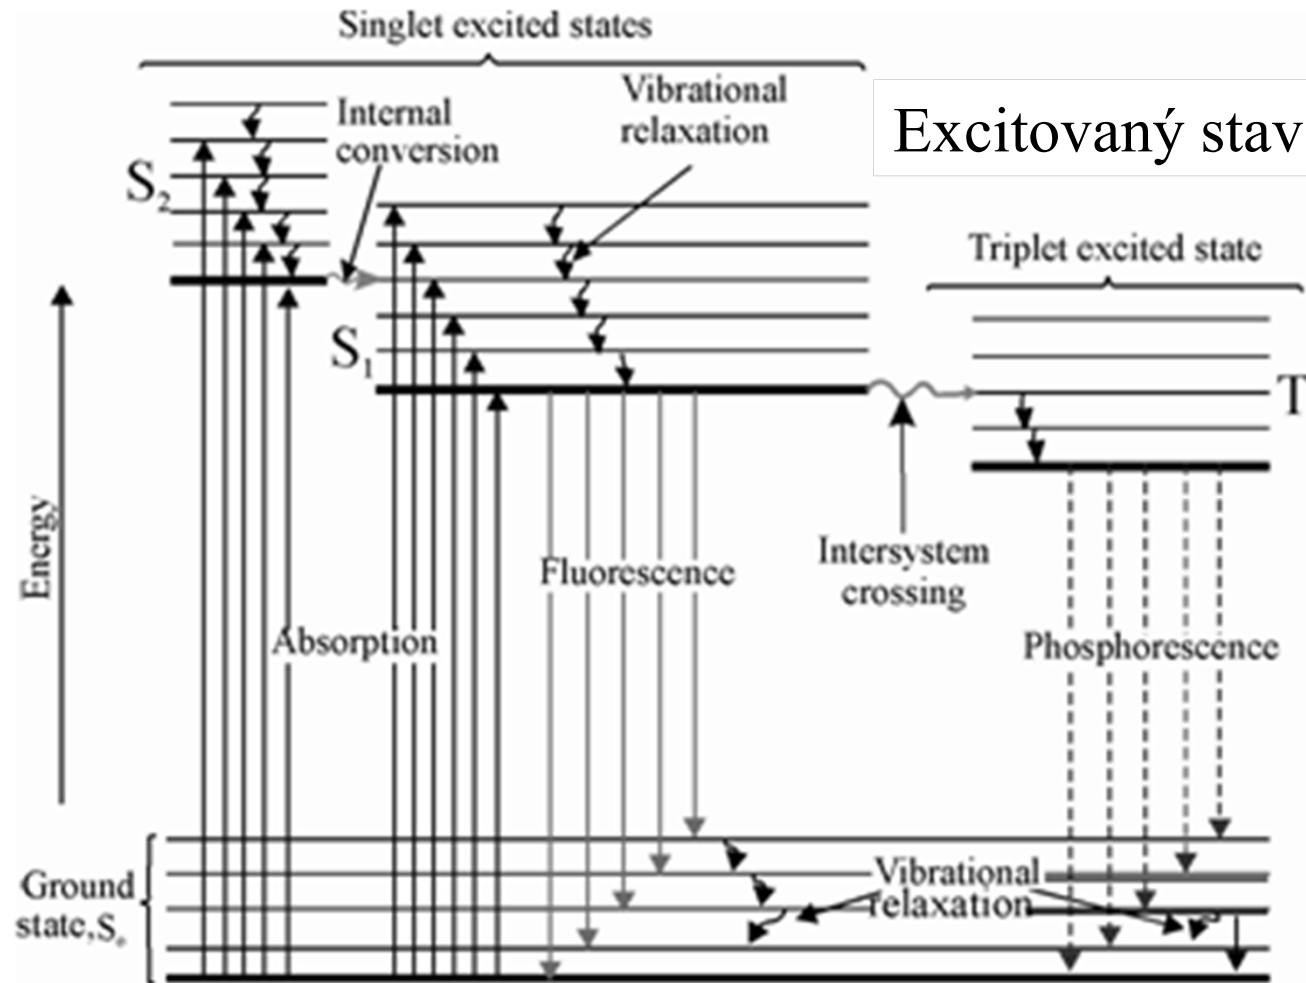 Singlet excited states
Internal
conversion
Vibrational
relaxation
Excitovaný stav
S₂
Triplet excited state
S₁
T
Energy
Fluorescence
Intersystem
crossing
Absorption
Phosphorescence
Ground
state, Sₒ
Vibrational
relaxation